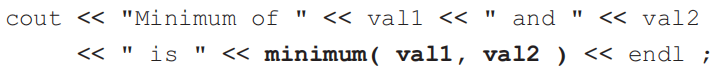 cout << "Minimum of " << val1 << " and " << val2
<< " is " << minimum( val1, val2 ) << endl ;